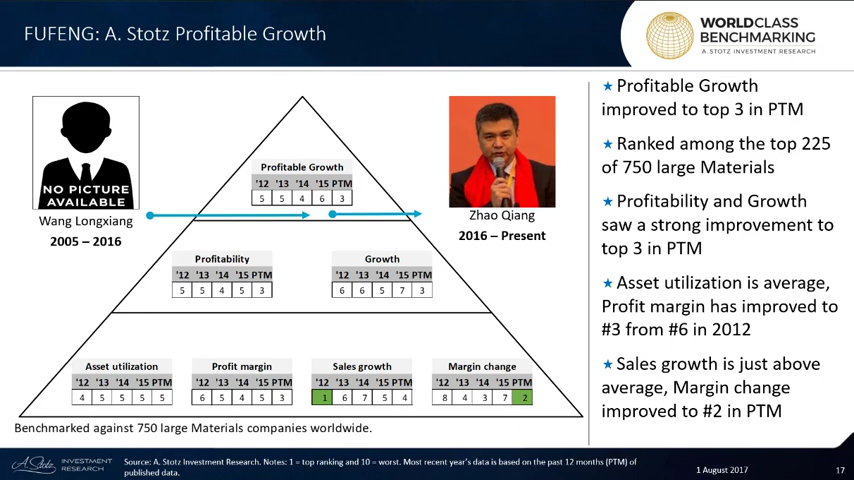 FUFENG: A. Stotz Profitable Growth
WORLDCLASS
BENCHMARKING
A. STOTZ INVESTMENT RESEARCH
NO PICTURE
AVAILABLE
Wang Longxiang
2005 – 2016
Profitable Growth
'12 '13 '14 '15 PTM
5 5 4 6 3
Zhao Qiang
2016 – Present
Profitability
'12 '13 '14 '15 PTM
5 5 4 5 3
Growth
'12 '13 '14 '15 PTM
6 6 5 7 3
Asset utilization
'12 '13 '14 '15 PTM
4 5 5 5 5
Profit margin
'12 '13 '14 '15 PTM
6 5 4 5 3
Sales growth
'12 '13 '14 '15 PTM
1 6 7 5 4
Margin change
'12 '13 '14 '15 PTM
8 4 3 7 2
Benchmarked against 750 large Materials companies worldwide.
★ Profitable Growth
improved to top 3 in PTM
★ Ranked among the top 225
of 750 large Materials
★ Profitability and Growth
saw a strong improvement to
top 3 in PTM
★ Asset utilization is average,
Profit margin has improved to
#3 from #6 in 2012
★ Sales growth is just above
average, Margin change
improved to #2 in PTM
A. Stotz INVESTMENT
RESEARCH
Source: A. Stotz Investment Research. Notes: 1 = top ranking and 10 = worst. Most recent year's data is based on the past 12 months (PTM) of
published data.
1 August 2017
17